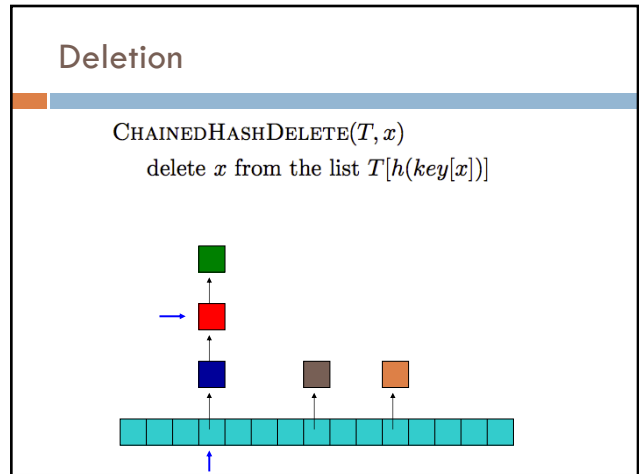 Deletion
CHAINEDHASHDELETE(T, x)
delete x from the list T[h(key[x])]